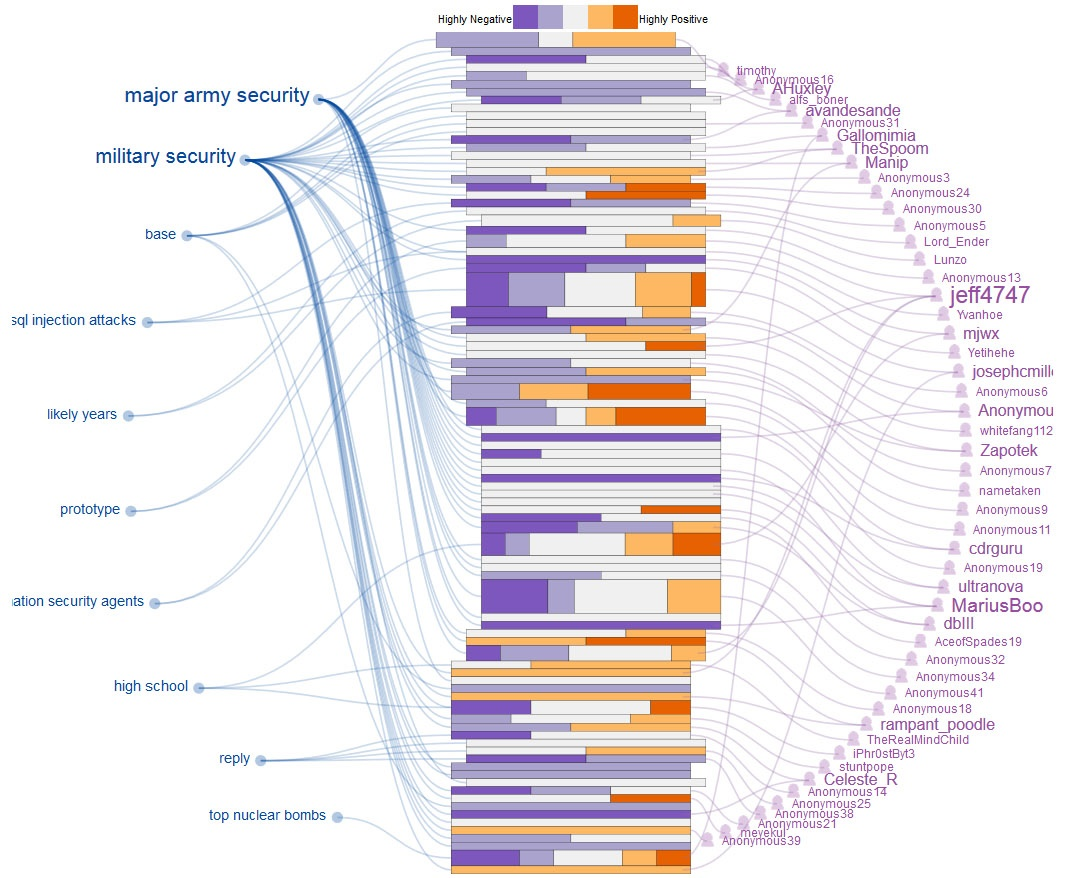 Highly Negative Highly Positive
major army security
military security
base
sql injection attacks
likely years
prototype
ation security agents
high school
reply
top nuclear bombs
timothy
Anonymous16
AHuxley
alfs_boner
avandesande
Anonymous31
Gallomimia
TheSpoom
Manip
Anonymous3
Anonymous24
Anonymous30
Anonymous5
Lord_Ender
Lunzo
Anonymous13
jeff4747
Yvanhoe
mjwx
Yetihehe
josephcmill
Anonymous6
Anonymou
whitefang112
Zapotek
Anonymous7
nametaken
Anonymous9
Anonymous11
cdrguru
Anonymous19
ultranova
MariusBoo
dbIII
AceofSpades19
Anonymous32
Anonymous34
Anonymous41
Anonymous18
rampant_poodle
TheRealMindChild
iPhr0stByt3
stuntpope
Celeste_R
Anonymous14
Anonymous25
Anonymous38
Anonymous21
meyekul
Anonymous39